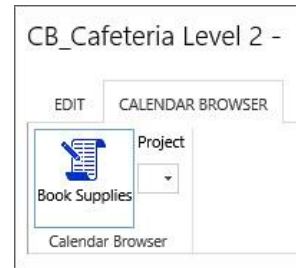 CB_Cafeteria Level 2 -
EDIT CALENDAR BROWSER
Project
Book Supplies
Calendar Browser